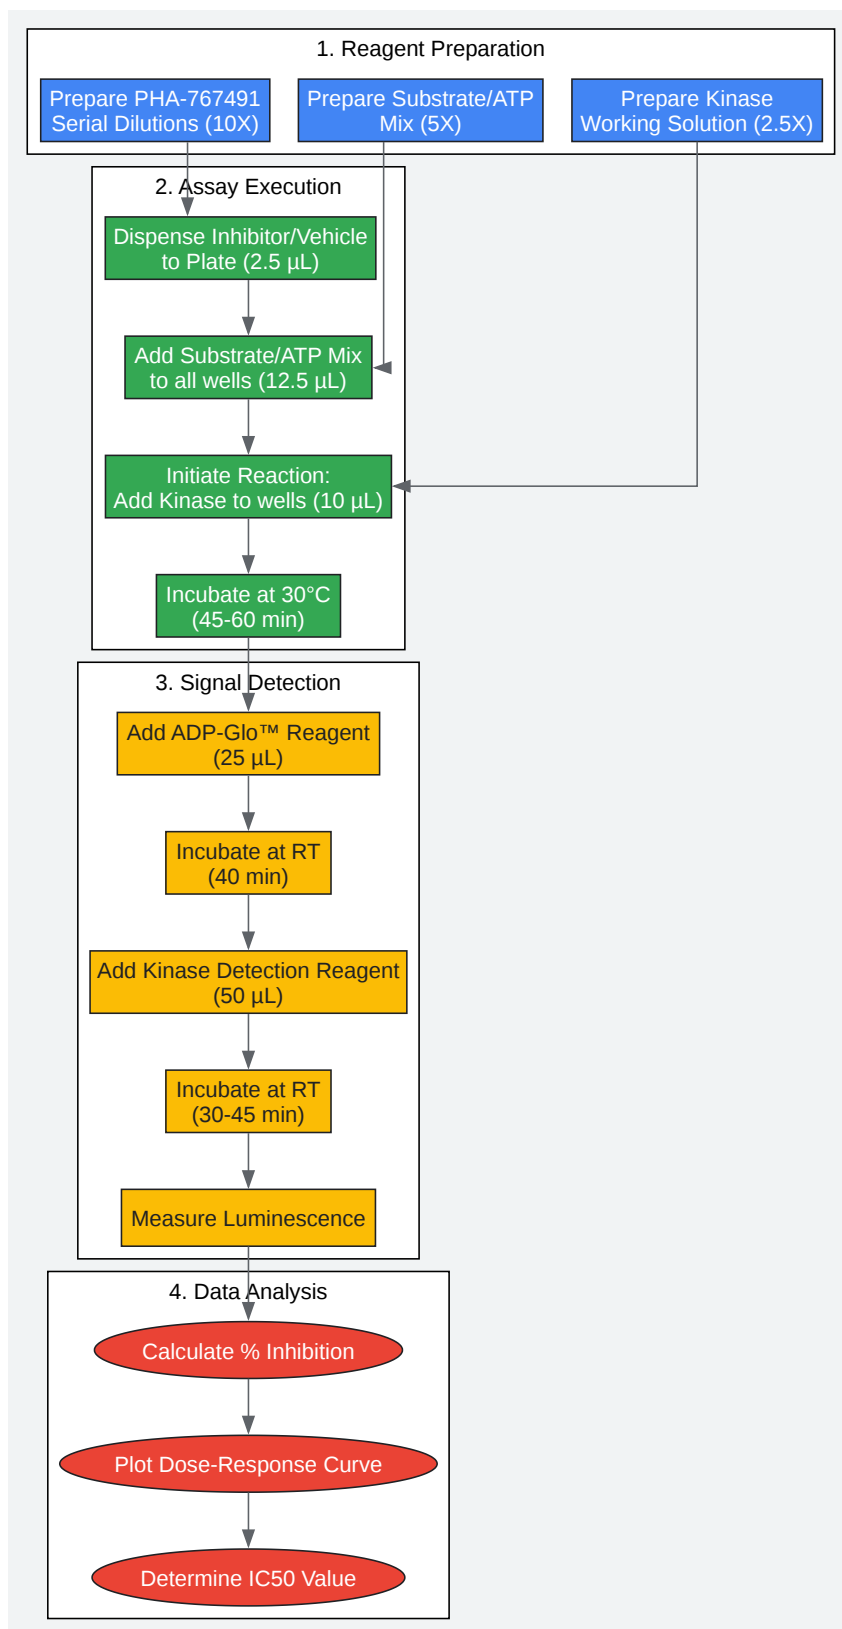 1. Reagent Preparation
Prepare PHA-767491
Serial Dilutions (10X)
Prepare Substrate/ATP
Mix (5X)
Prepare Kinase
Working Solution (2.5X)
2. Assay Execution
Dispense Inhibitor/Vehicle
to Plate (2.5 µL)
Add Substrate/ATP Mix
to all wells (12.5 µL)
Initiate Reaction:
Add Kinase to wells (10 µL)
Incubate at 30°C
(45-60 min)
3. Signal Detection
Add ADP-Glo™ Reagent
(25 µL)
Incubate at RT
(40 min)
Add Kinase Detection Reagent
(50 µL)
Incubate at RT
(30-45 min)
Measure Luminescence
4. Data Analysis
Calculate % Inhibition
Plot Dose-Response Curve
Determine IC50 Value